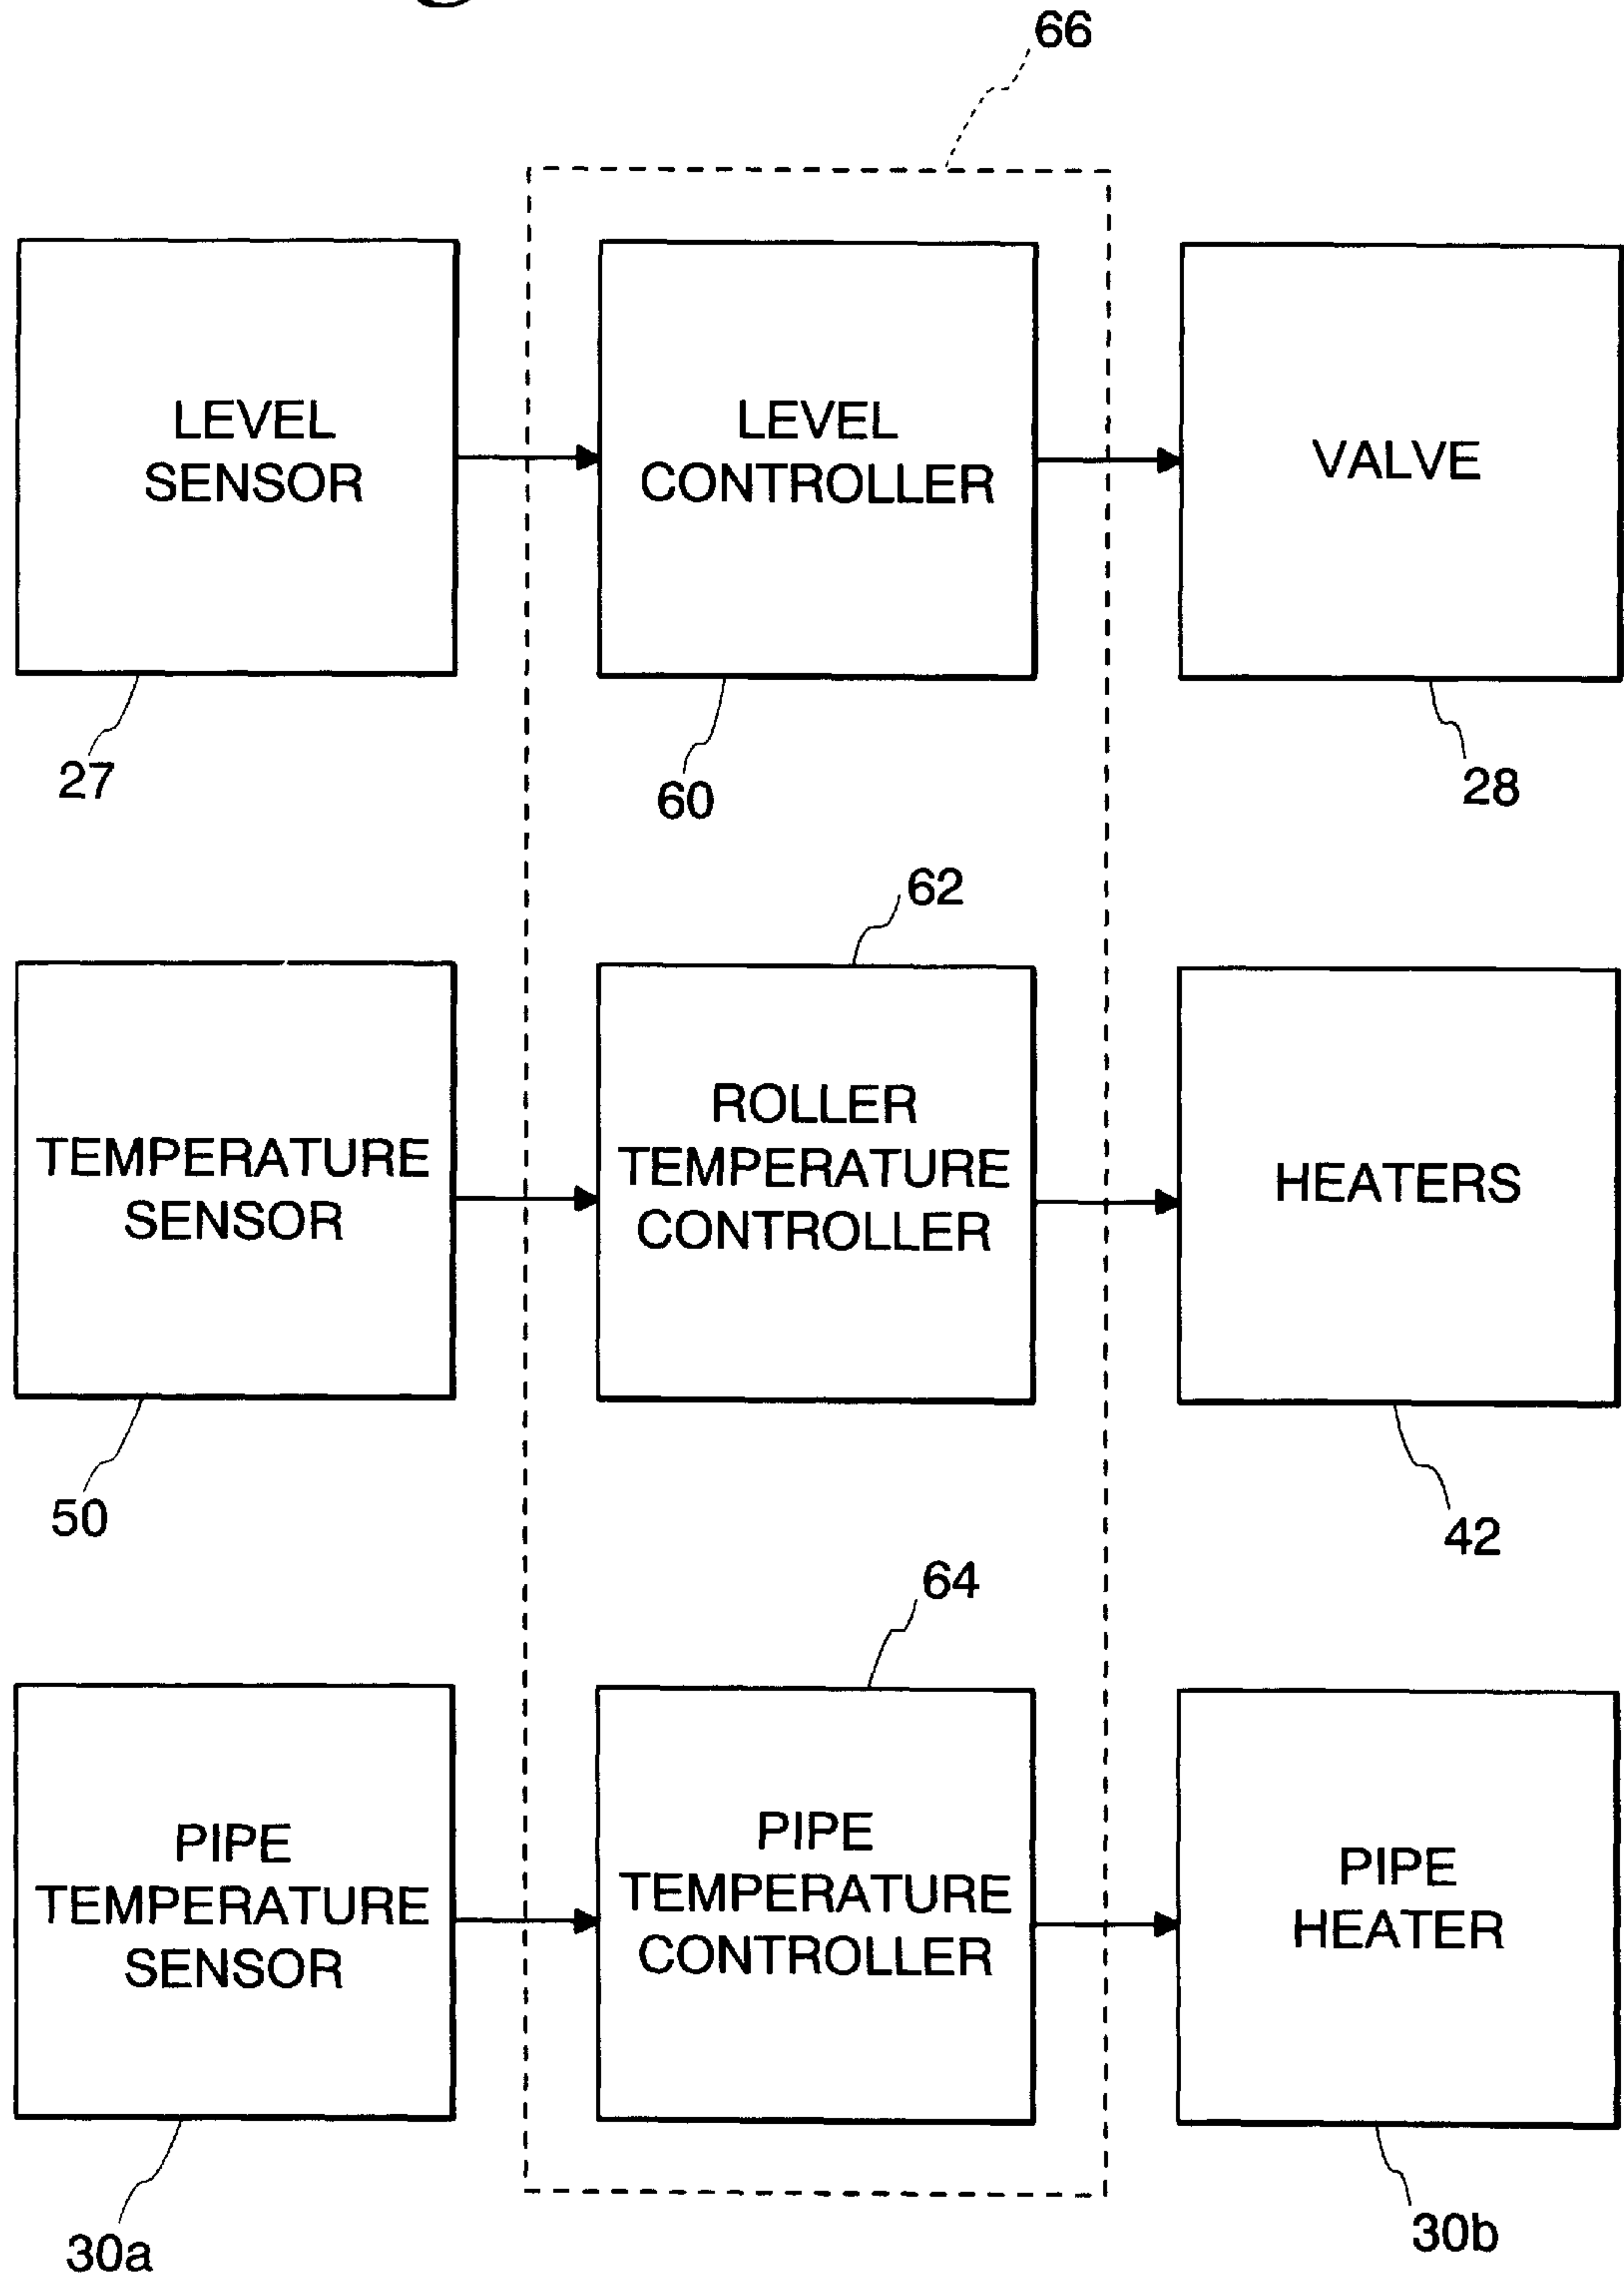 66
LEVEL
SENSOR
LEVEL
CONTROLLER
VALVE
27
60
28
62
TEMPERATURE
SENSOR
ROLLER
TEMPERATURE
CONTROLLER
HEATERS
50
42
64
PIPE
TEMPERATURE
SENSOR
PIPE
TEMPERATURE
CONTROLLER
PIPE
HEATER
30a
30b